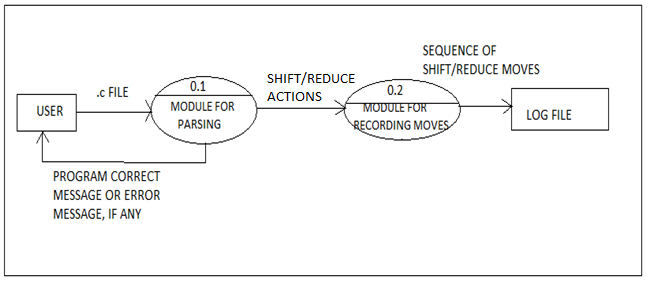 SEQUENCE OF
SHIFT/REDUCE MOVES
.c FILE
0.1
SHIFT/REDUCE
ACTIONS
0.2
USER
MODULE FOR
PARSING
MODULE FOR
RECORDING MOVES
LOG FILE
PROGRAM CORRECT
MESSAGE OR ERROR
MESSAGE, IF ANY